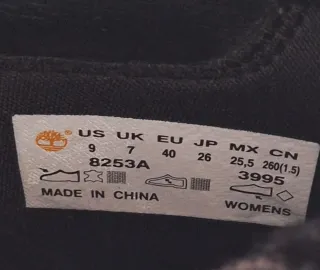 US UK EU JP MX CN
9 7 40 26 25,5 260(1.5)
8253A 3995
MADE IN CHINA WOMENS